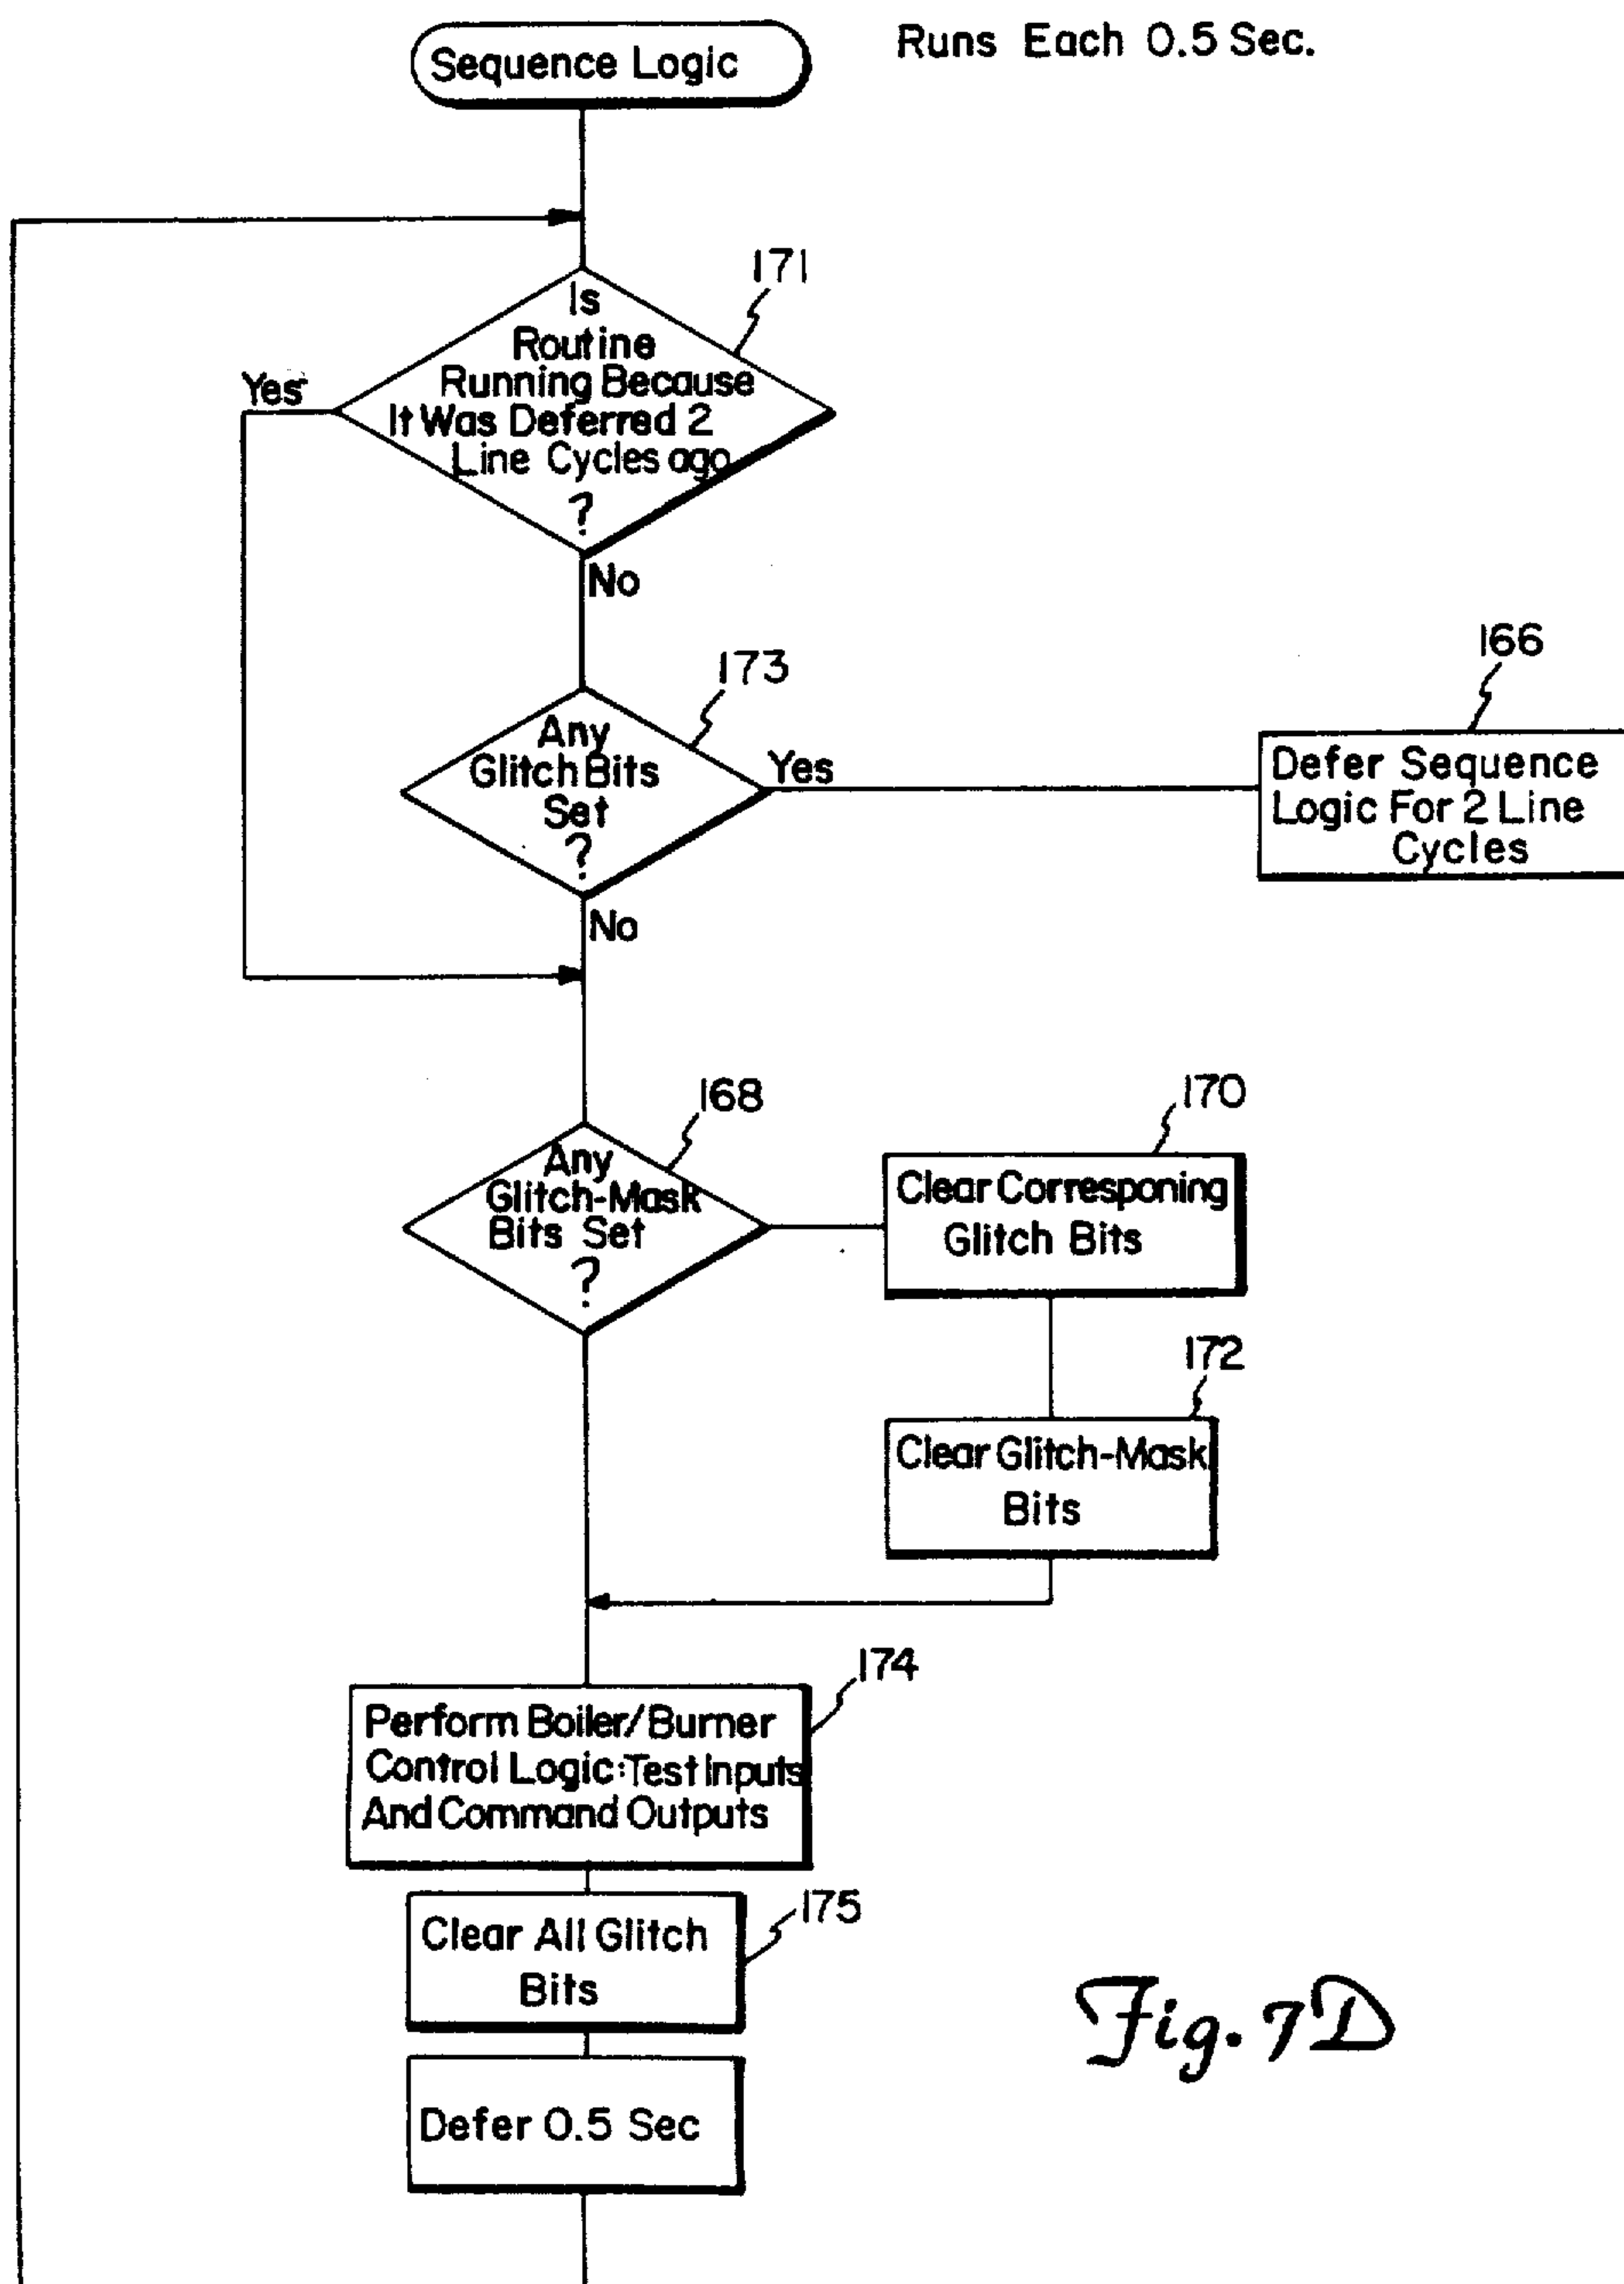 Sequence Logic
Runs Each 0.5 Sec.
171
Is
Routine
Running Because
It Was Deferred 2
Line Cycles ago
?
Yes
No
173
Any
Glitch Bits
Set
?
Yes
No
166
Defer Sequence
Logic For 2 Line
Cycles
168
Any
Glitch-Mask
Bits Set
?
170
Clear Corresponing
Glitch Bits
172
Clear Glitch-Mask
Bits
174
Perform Boiler/Burner
Control Logic:Test Inputs
And Command Outputs
175
Clear All Glitch
Bits
Defer 0.5 Sec
Fig. 7D